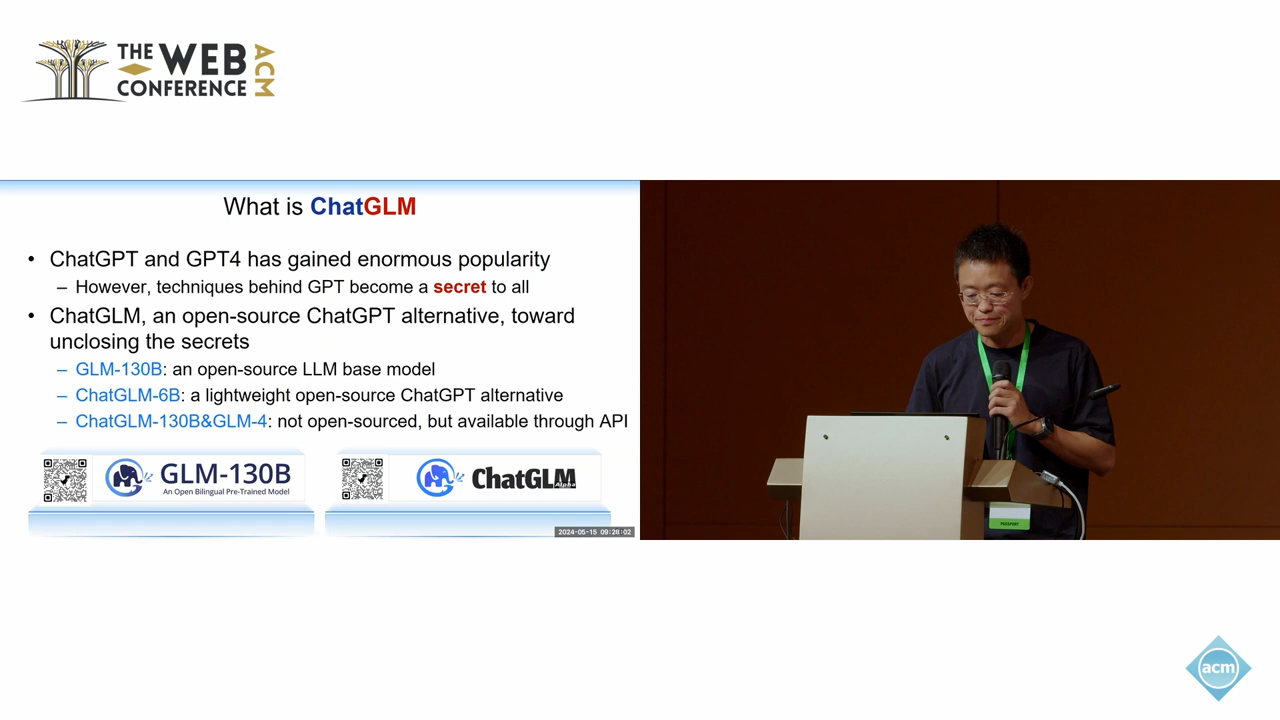 THE WEB
CONFERENCE
ACM
What is ChatGLM
• ChatGPT and GPT4 has gained enormous popularity
– However, techniques behind GPT become a secret to all
• ChatGLM, an open-source ChatGPT alternative, toward
unclosing the secrets
– GLM-130B: an open-source LLM base model
– ChatGLM-6B: a lightweight open-source ChatGPT alternative
– ChatGLM-130B&GLM-4: not open-sourced, but available through API
GLM-130B
An Open Bilingual Pre-Trained Model
ChatGLM
Alpha
2024-05-15 09:28:02
acm